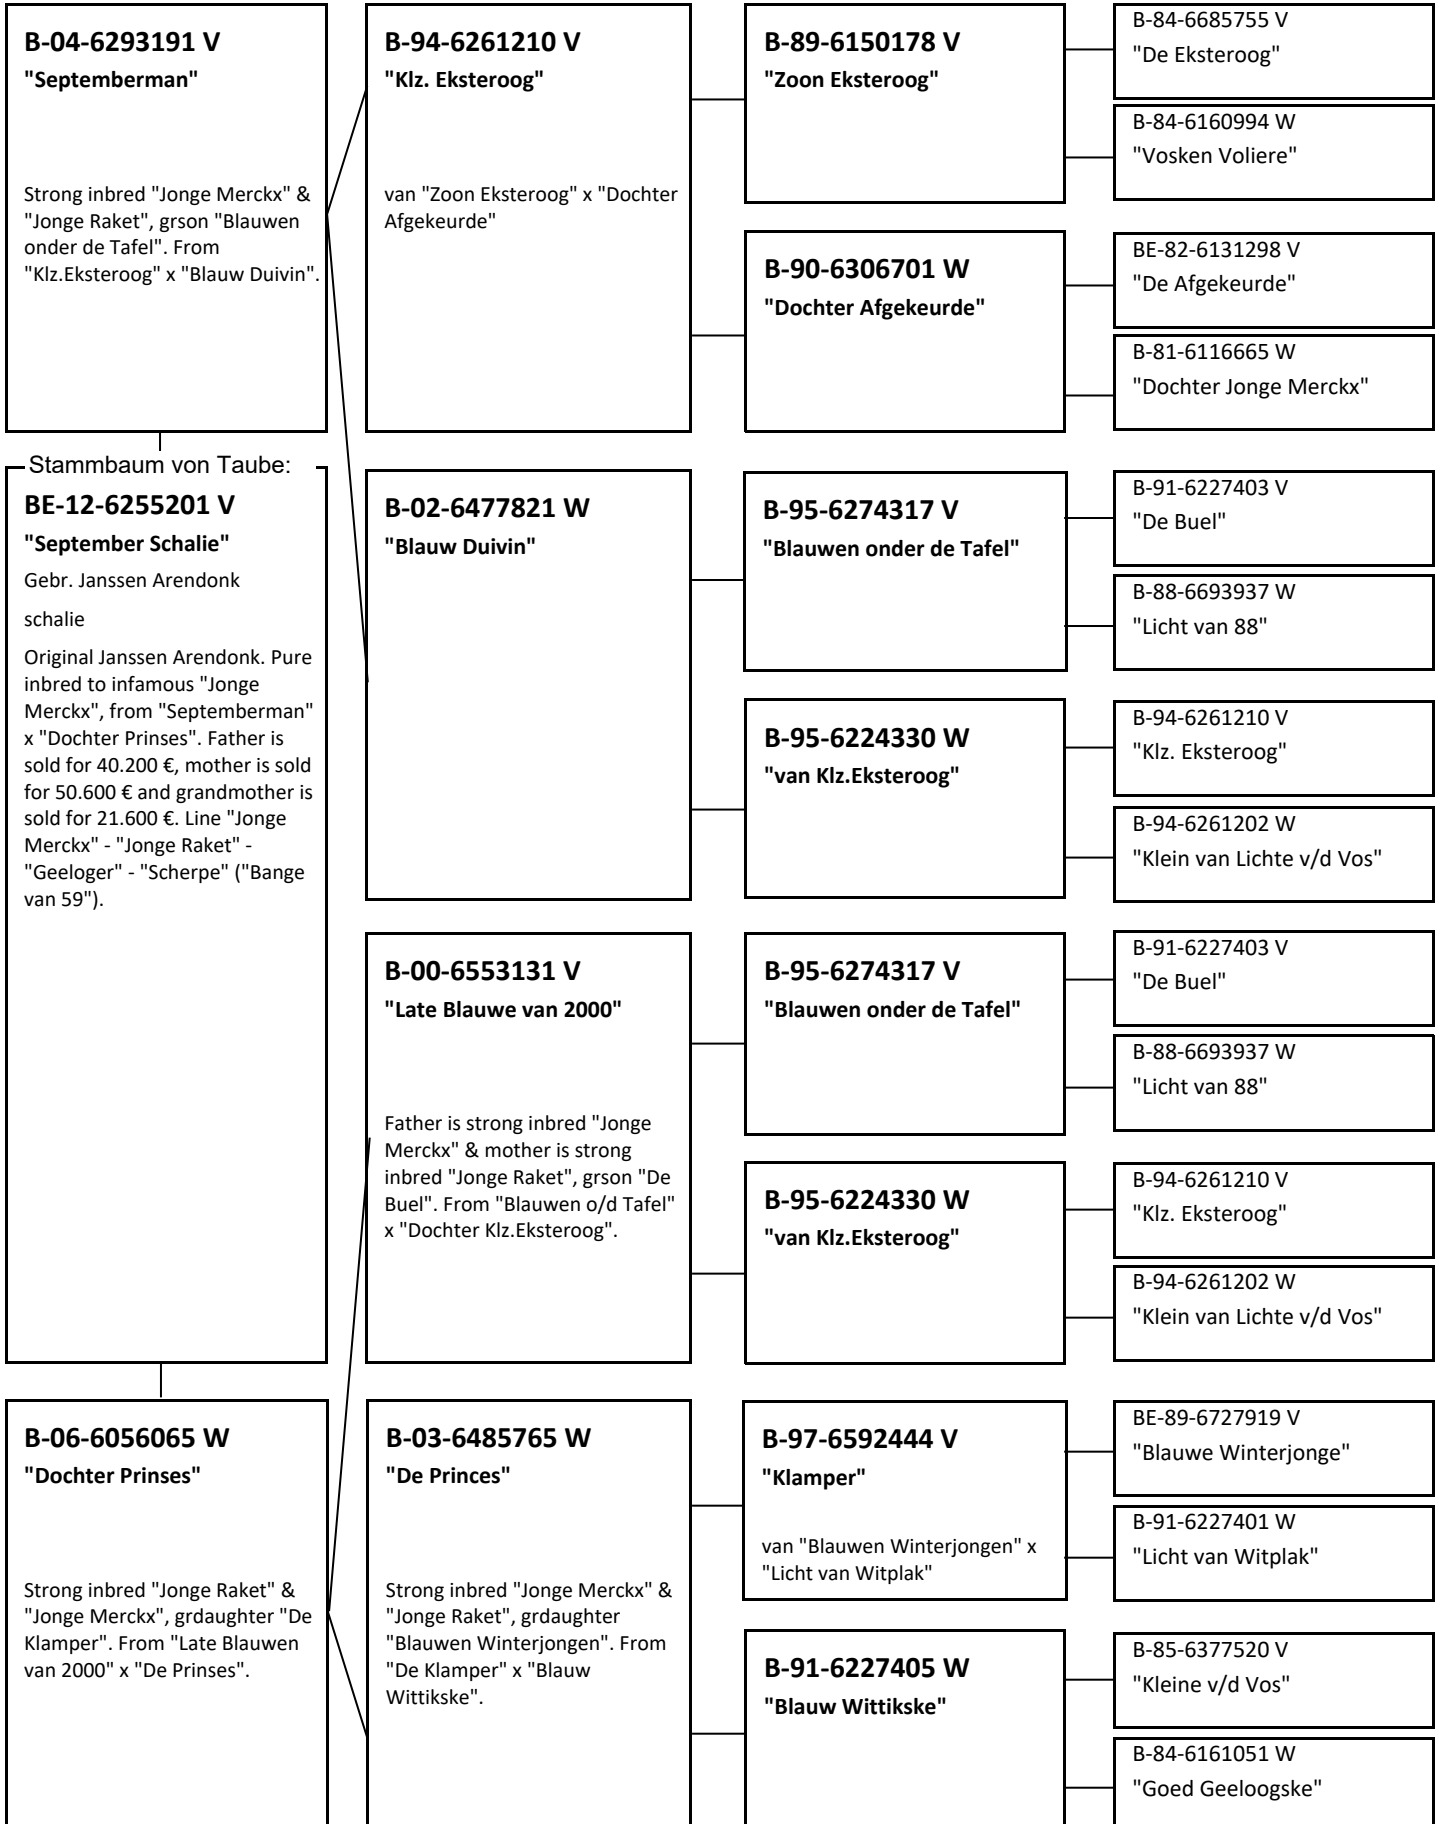 B-04-6293191 V
"Septemberman"
Strong inbred "Jonge Merckx" &
"Jonge Raket", grson "Blauwen
onder de Tafel". From
"Klz.Eksteroog" x "Blauw Duivin".
Stammbaum von Taube:
BE-12-6255201 V
"September Schalie"
Gebr. Janssen Arendonk
schalie
Original Janssen Arendonk. Pure
inbred to infamous "Jonge
Merckx", from "Septemberman"
x "Dochter Prinses". Father is
sold for 40.200 €, mother is sold
for 50.600 € and grandmother is
sold for 21.600 €. Line "Jonge
Merckx" - "Jonge Raket" -
"Geeloger" - "Scherpe" ("Bange
van 59").
B-06-6056065 W
"Dochter Prinses"
Strong inbred "Jonge Raket" &
"Jonge Merckx", grdaughter "De
Klamper". From "Late Blauwen
van 2000" x "De Prinses".
B-94-6261210 V
"Klz. Eksteroog"
van "Zoon Eksteroog" x "Dochter
Afgekeurde"
B-02-6477821 W
"Blauw Duivin"
B-00-6553131 V
"Late Blauwe van 2000"
Father is strong inbred "Jonge
Merckx" & mother is strong
inbred "Jonge Raket", grson "De
Buel". From "Blauwen o/d Tafel"
x "Dochter Klz.Eksteroog".
B-03-6485765 W
"De Princes"
Strong inbred "Jonge Merckx" &
"Jonge Raket", grdaughter
"Blauwen Winterjongen". From
"De Klamper" x "Blauw
Wittikske".
B-89-6150178 V
"Zoon Eksteroog"
B-90-6306701 W
"Dochter Afgekeurde"
B-95-6274317 V
"Blauwen onder de Tafel"
B-95-6224330 W
"van Klz.Eksteroog"
B-95-6274317 V
"Blauwen onder de Tafel"
B-95-6224330 W
"van Klz.Eksteroog"
B-97-6592444 V
"Klamper"
van "Blauwen Winterjongen" x
"Licht van Witplak"
B-91-6227405 W
"Blauw Wittikske"
B-84-6685755 V
"De Eksteroog"
B-84-6160994 W
"Vosken Voliere"
BE-82-6131298 V
"De Afgekeurde"
B-81-6116665 W
"Dochter Jonge Merckx"
B-91-6227403 V
"De Buel"
B-88-6693937 W
"Licht van 88"
B-94-6261210 V
"Klz. Eksteroog"
B-94-6261202 W
"Klein van Lichte v/d Vos"
B-91-6227403 V
"De Buel"
B-88-6693937 W
"Licht van 88"
B-94-6261210 V
"Klz. Eksteroog"
B-94-6261202 W
"Klein van Lichte v/d Vos"
BE-89-6727919 V
"Blauwe Winterjonge"
B-91-6227401 W
"Licht van Witplak"
B-85-6377520 V
"Kleine v/d Vos"
B-84-6161051 W
"Goed Geeloogske"